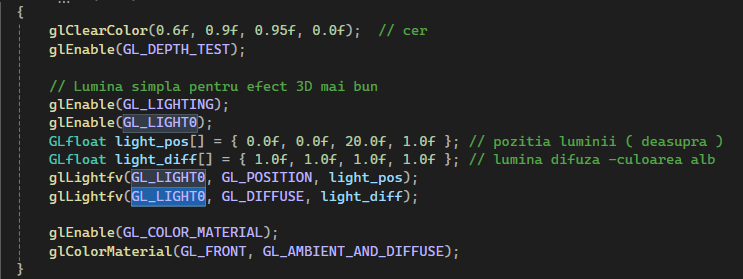 {
glClearColor(0.6f, 0.9f, 0.95f, 0.0f);  // cer
glEnable(GL_DEPTH_TEST);
// Lumina simpla pentru efect 3D mai bun
glEnable(GL_LIGHTING);
glEnable(GL_LIGHT0);
GLfloat light_pos[] = { 0.0f, 0.0f, 20.0f, 1.0f }; // pozitia luminii ( deasupra )
GLfloat light_diff[] = { 1.0f, 1.0f, 1.0f, 1.0f }; // lumina difuza -culoarea alb
glLightfv(GL_LIGHT0, GL_POSITION, light_pos);
glLightfv(GL_LIGHT0, GL_DIFFUSE, light_diff);
glEnable(GL_COLOR_MATERIAL);
glColorMaterial(GL_FRONT, GL_AMBIENT_AND_DIFFUSE);
}